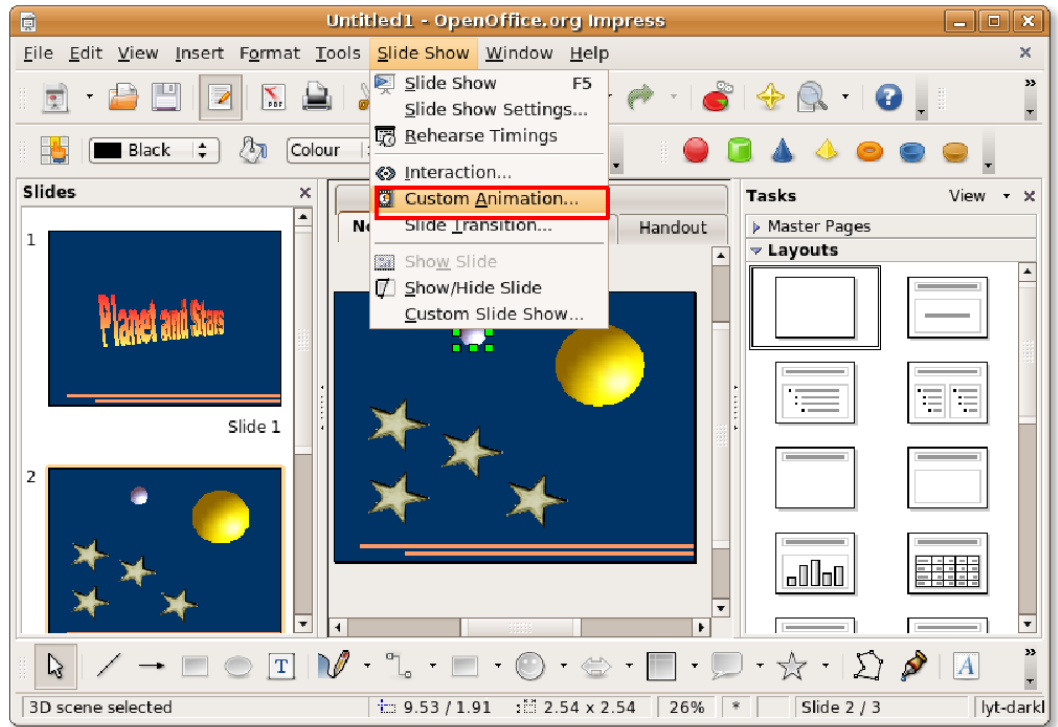 Untitled1 - OpenOffice.org Impress
File Edit View Insert Format Tools Slide Show Window Help
Slide Show F5
Slide Show Settings...
Rehearse Timings
Interaction...
Custom Animation...
Slide Transition...
Show Slide
Show/Hide Slide
Custom Slide Show...
PDF
Black
Colour
Slides
1
Planet and Stars
Slide 1
2
Handout
Tasks View
Master Pages
Layouts
T
A
3D scene selected 9.53 / 1.91 2.54 x 2.54 26% * Slide 2 / 3 lyt-darkl